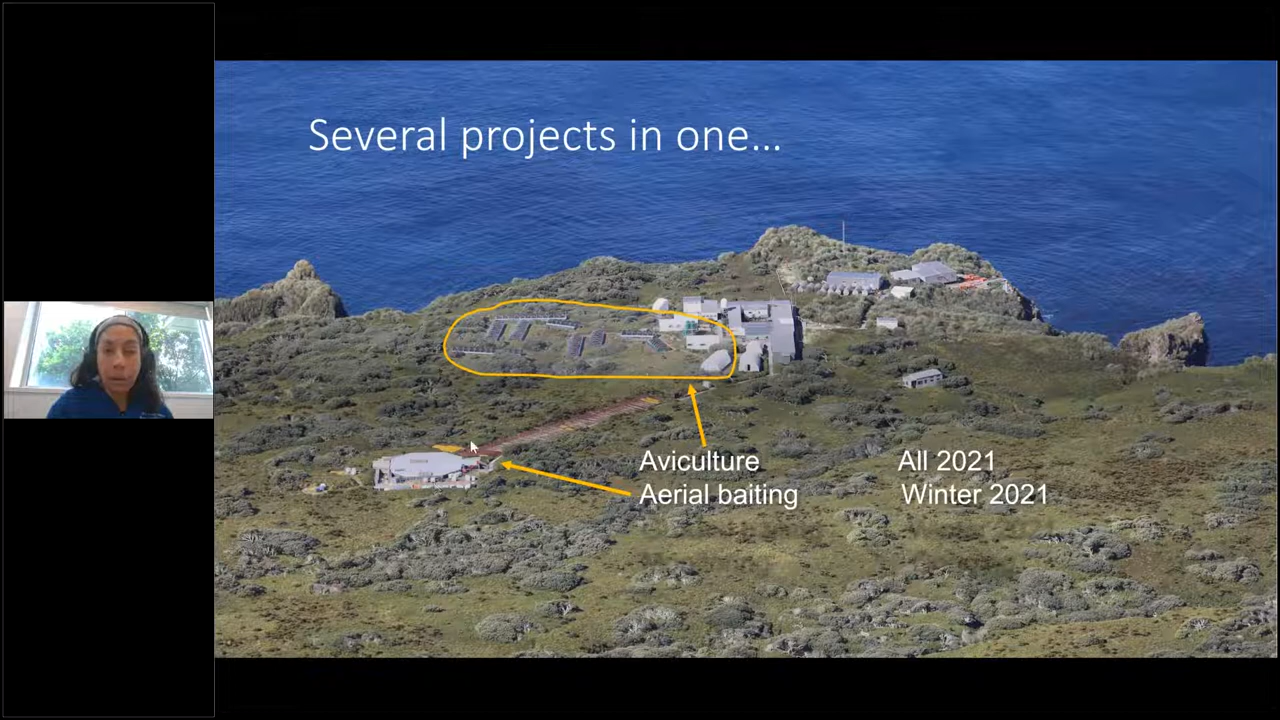 Several projects in one...
Aviculture All 2021
Aerial baiting Winter 2021